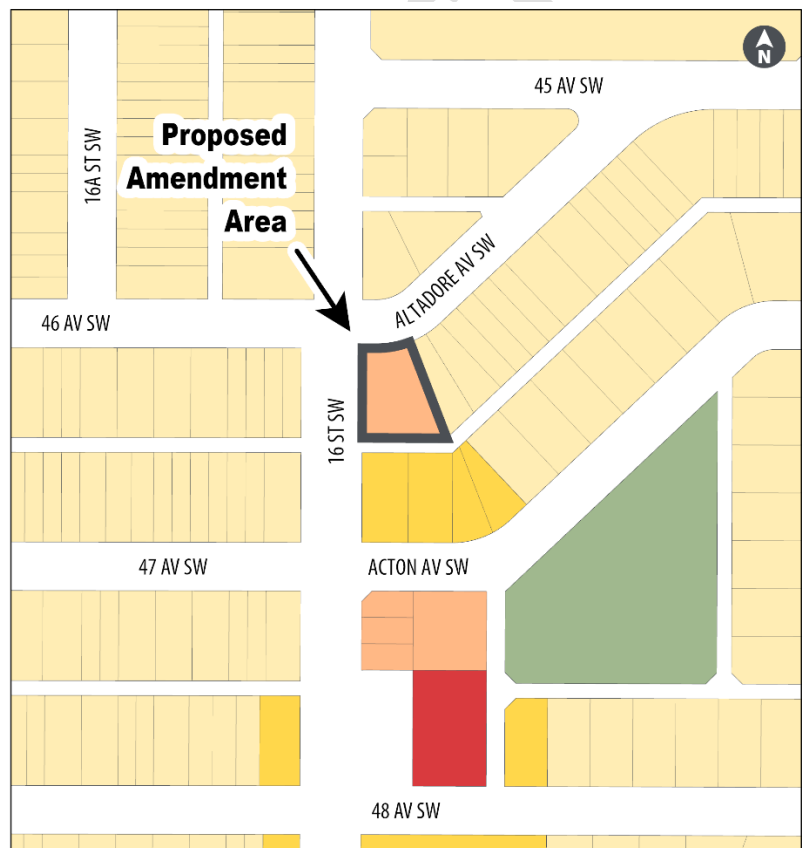 N
45 AV SW
16A ST SW
Proposed
Amendment
Area
ALTADORE AV SW
46 AV SW
16 ST SW
47 AV SW
ACTON AV SW
48 AV SW